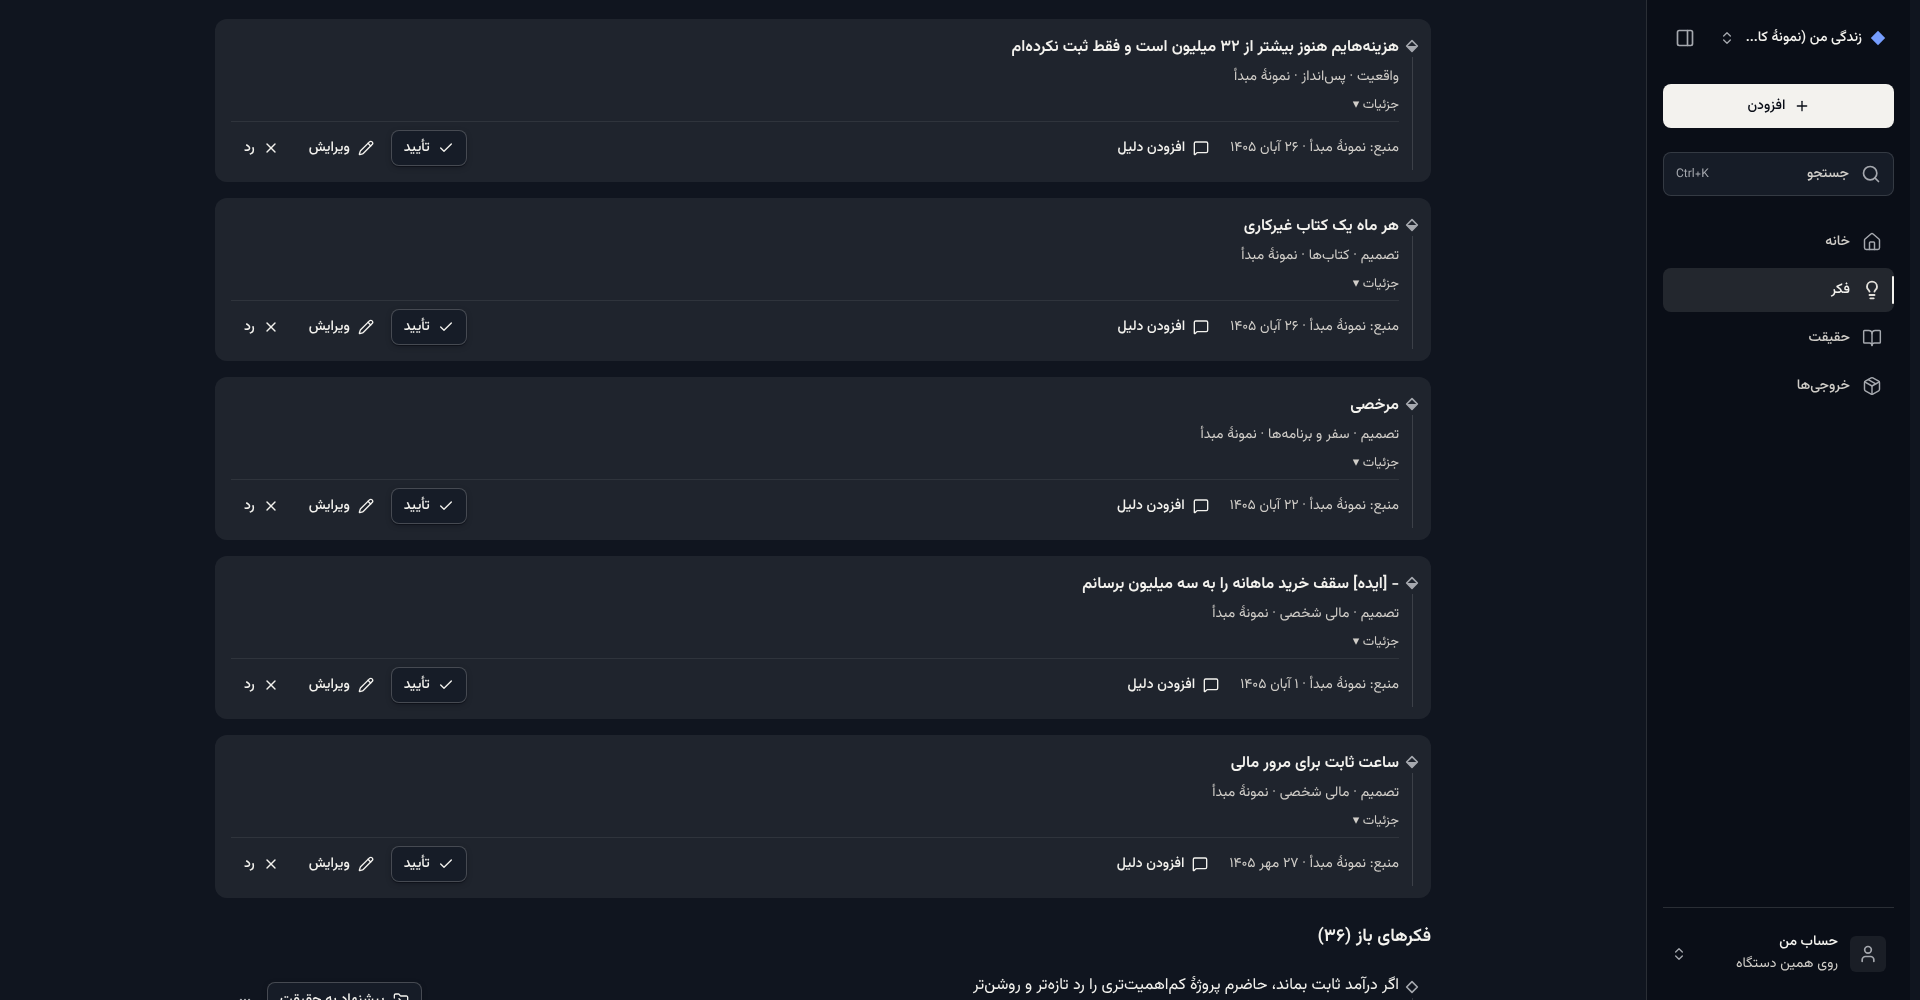 زندگی من (نمونهٔ کا...
افزودن
جستجو
Ctrl+K
خانه
فکر
حقیقت
خروجی‌ها
هزینه‌هایم هنوز بیشتر از ۳۲ میلیون است و فقط ثبت نکرده‌ام
واقعیت · پس‌انداز · نمونهٔ مبدأ
جزئیات ▾
منبع: نمونهٔ مبدأ · ۲۶ آبان ۱۴۰۵ افزودن دلیل تأیید ویرایش رد
هر ماه یک کتاب غیرکاری
تصمیم · کتاب‌ها · نمونهٔ مبدأ
جزئیات ▾
منبع: نمونهٔ مبدأ · ۲۶ آبان ۱۴۰۵ افزودن دلیل تأیید ویرایش رد
مرخصی
تصمیم · سفر و برنامه‌ها · نمونهٔ مبدأ
جزئیات ▾
منبع: نمونهٔ مبدأ · ۲۲ آبان ۱۴۰۵ افزودن دلیل تأیید ویرایش رد
- [ایده] سقف خرید ماهانه را به سه میلیون برسانم
تصمیم · مالی شخصی · نمونهٔ مبدأ
جزئیات ▾
منبع: نمونهٔ مبدأ · ۱ آبان ۱۴۰۵ افزودن دلیل تأیید ویرایش رد
ساعت ثابت برای مرور مالی
تصمیم · مالی شخصی · نمونهٔ مبدأ
جزئیات ▾
منبع: نمونهٔ مبدأ · ۲۷ مهر ۱۴۰۵ افزودن دلیل تأیید ویرایش رد
فکرهای باز (۳۶)
اگر درآمد ثابت بماند، حاضرم پروژهٔ کم‌اهمیت‌تری را رد تازه‌تر و روشن‌تر
پیشنهاد به حقیقت
حساب من
روی همین دستگاه